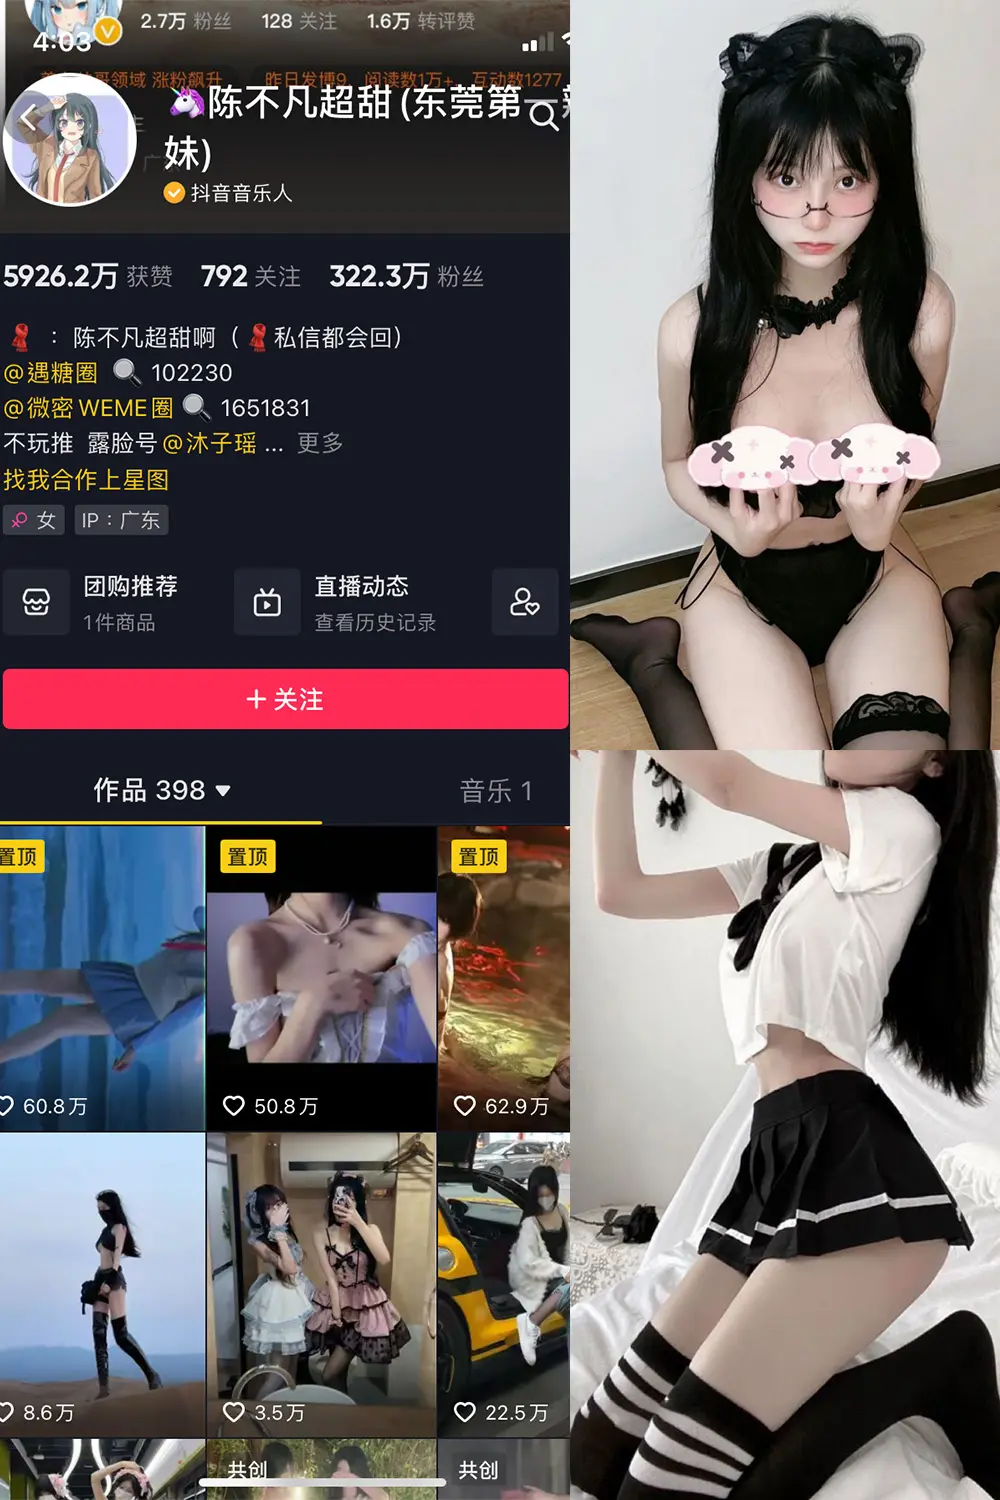 2.7万 粉丝 128 关注 1.6万 转评赞
4:03
领域 涨粉飙升 昨日发博9, 阅读数1万+, 互动数1277
陈不凡超甜(东莞第一辣
妹)
抖音音乐人
5926.2万 获赞 792 关注 322.3万 粉丝
： 陈不凡超甜啊（ 私信都会回）
@遇糖圈 102230
@微密WEME圈 1651831
不玩推 露脸号@沐子瑶 ... 更多
找我合作上星图
女 IP：广东
团购推荐 直播动态
1件商品 查看历史记录
+ 关注
作品 398 音乐 1
置顶 置顶 置顶
60.8万 50.8万 62.9万
8.6万 3.5万 22.5万
共创 共创